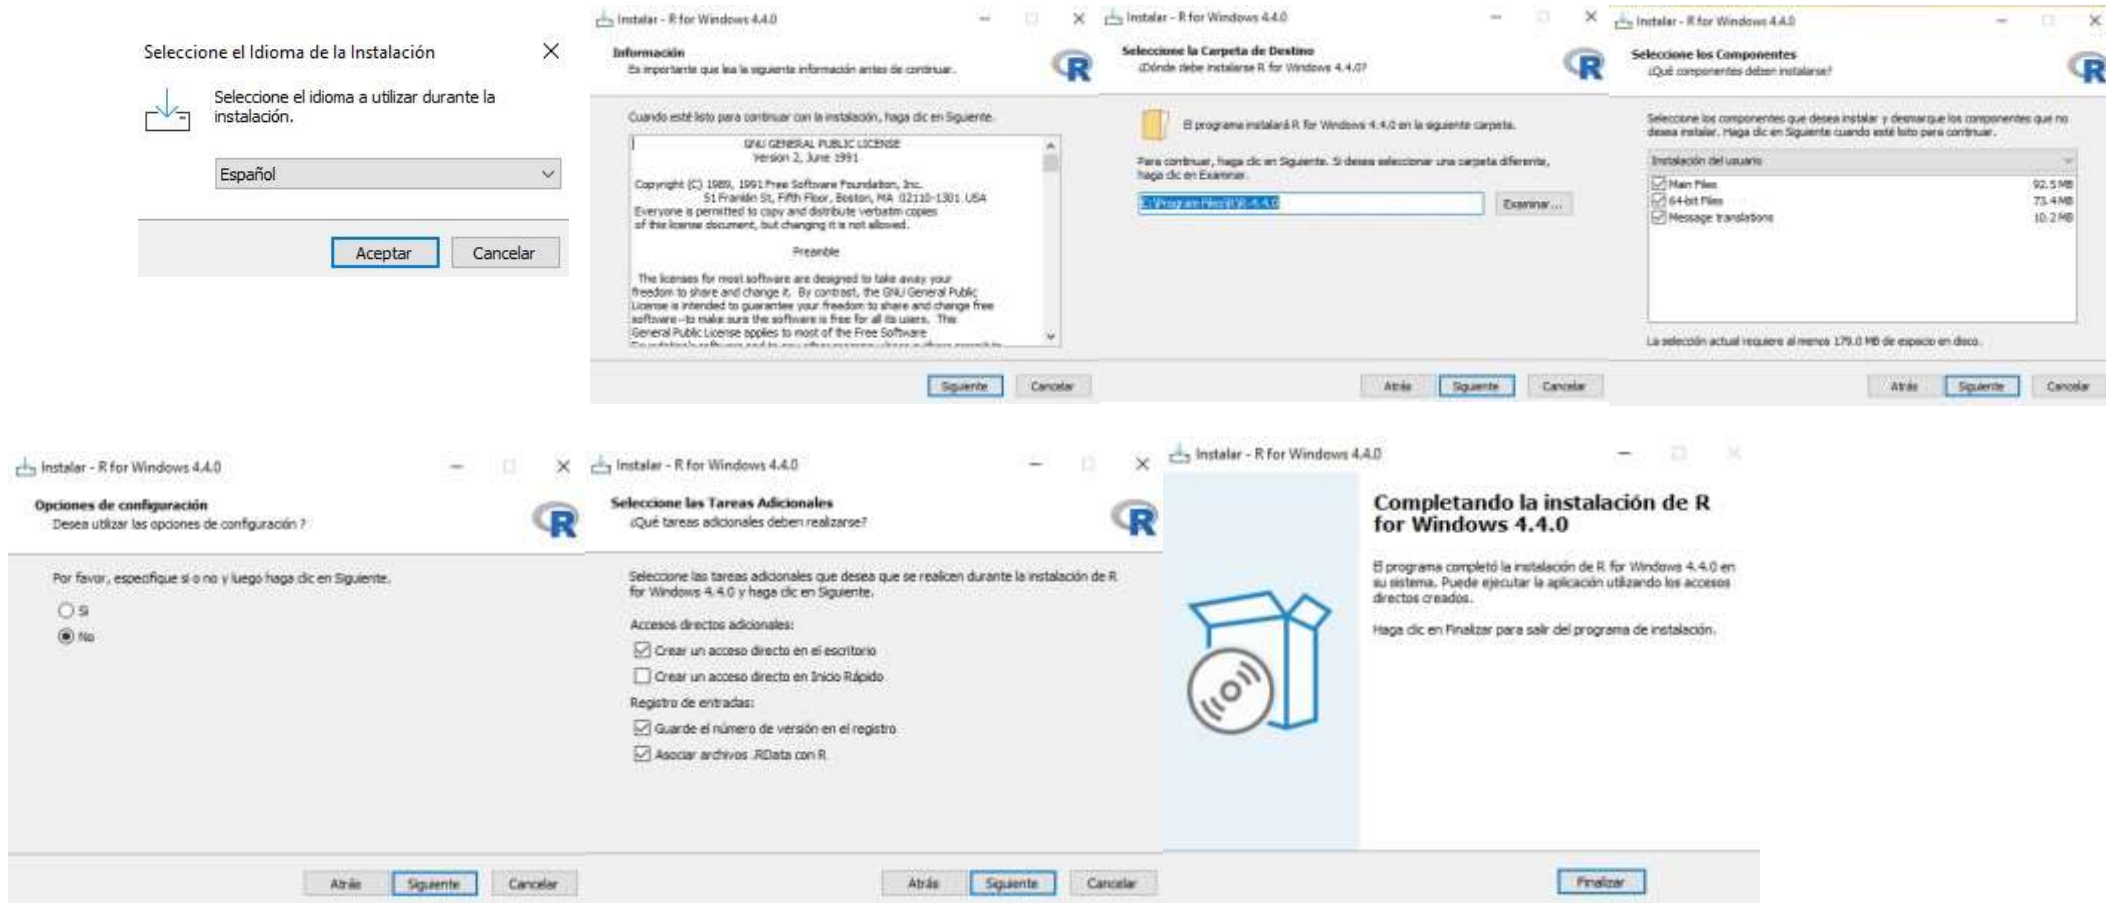 Seleccione el Idioma de la Instalación
Seleccione el idioma a utilizar durante la
instalación.
Español
Aceptar
Cancelar
Instalar - R for Windows 4.4.0
Información
Es importante que lea la siguiente información antes de continuar.
R
Cuando esté listo para continuar con la instalación, haga clic en Siguiente.
GNU GENERAL PUBLIC LICENSE
Version 2, June 1991
Copyright (C) 1989, 1991 Free Software Foundation, Inc.
51 Franklin St, Fifth Floor, Boston, MA 02110-1301 USA
Everyone is permitted to copy and distribute verbatim copies
of this license document, but changing it is not allowed.
Preamble
The licenses for most software are designed to take away your
freedom to share and change it. By contrast, the GNU General Public
License is intended to guarantee your freedom to share and change free
software--to make sure the software is free for all its users. This
General Public License applies to most of the Free Software
Siguiente
Cancelar
Instalar - R for Windows 4.4.0
Seleccione la Carpeta de Destino
¿Dónde debe instalarse R for Windows 4.4.0?
R
El programa instalará R for Windows 4.4.0 en la siguiente carpeta.
Para continuar, haga clic en Siguiente. Si desea seleccionar una carpeta diferente,
haga clic en Examinar.
C:\Program Files\R\R-4.4.0
Examinar...
Atrás
Siguiente
Cancelar
Instalar - R for Windows 4.4.0
Seleccione los Componentes
¿Qué componentes deben instalarse?
R
Seleccione los componentes que desea instalar y desmarque los componentes que no
desea instalar. Haga clic en Siguiente cuando esté listo para continuar.
Instalación del usuario
Main Files 92.5 MB
64-bit Files 73.4 MB
Message translations 10.2 MB
La selección actual requiere al menos 179.0 MB de espacio en disco.
Atrás
Siguiente
Cancelar
Instalar - R for Windows 4.4.0
Opciones de configuración
Desea utilizar las opciones de configuración ?
R
Por favor, especifique si o no y luego haga clic en Siguiente.
Si
No
Atrás
Siguiente
Cancelar
Instalar - R for Windows 4.4.0
Seleccione las Tareas Adicionales
¿Qué tareas adicionales deben realizarse?
R
Seleccione las tareas adicionales que desea que se realicen durante la instalación de R
for Windows 4.4.0 y haga clic en Siguiente.
Accesos directos adicionales:
Crear un acceso directo en el escritorio
Crear un acceso directo en Inicio Rápido
Registro de entradas:
Guarde el número de versión en el registro
Asociar archivos .RData con R
Atrás
Siguiente
Cancelar
Instalar - R for Windows 4.4.0
Completando la instalación de R
for Windows 4.4.0
El programa completó la instalación de R for Windows 4.4.0 en
su sistema. Puede ejecutar la aplicación utilizando los accesos
directos creados.
Haga clic en Finalizar para salir del programa de instalación.
Finalizar